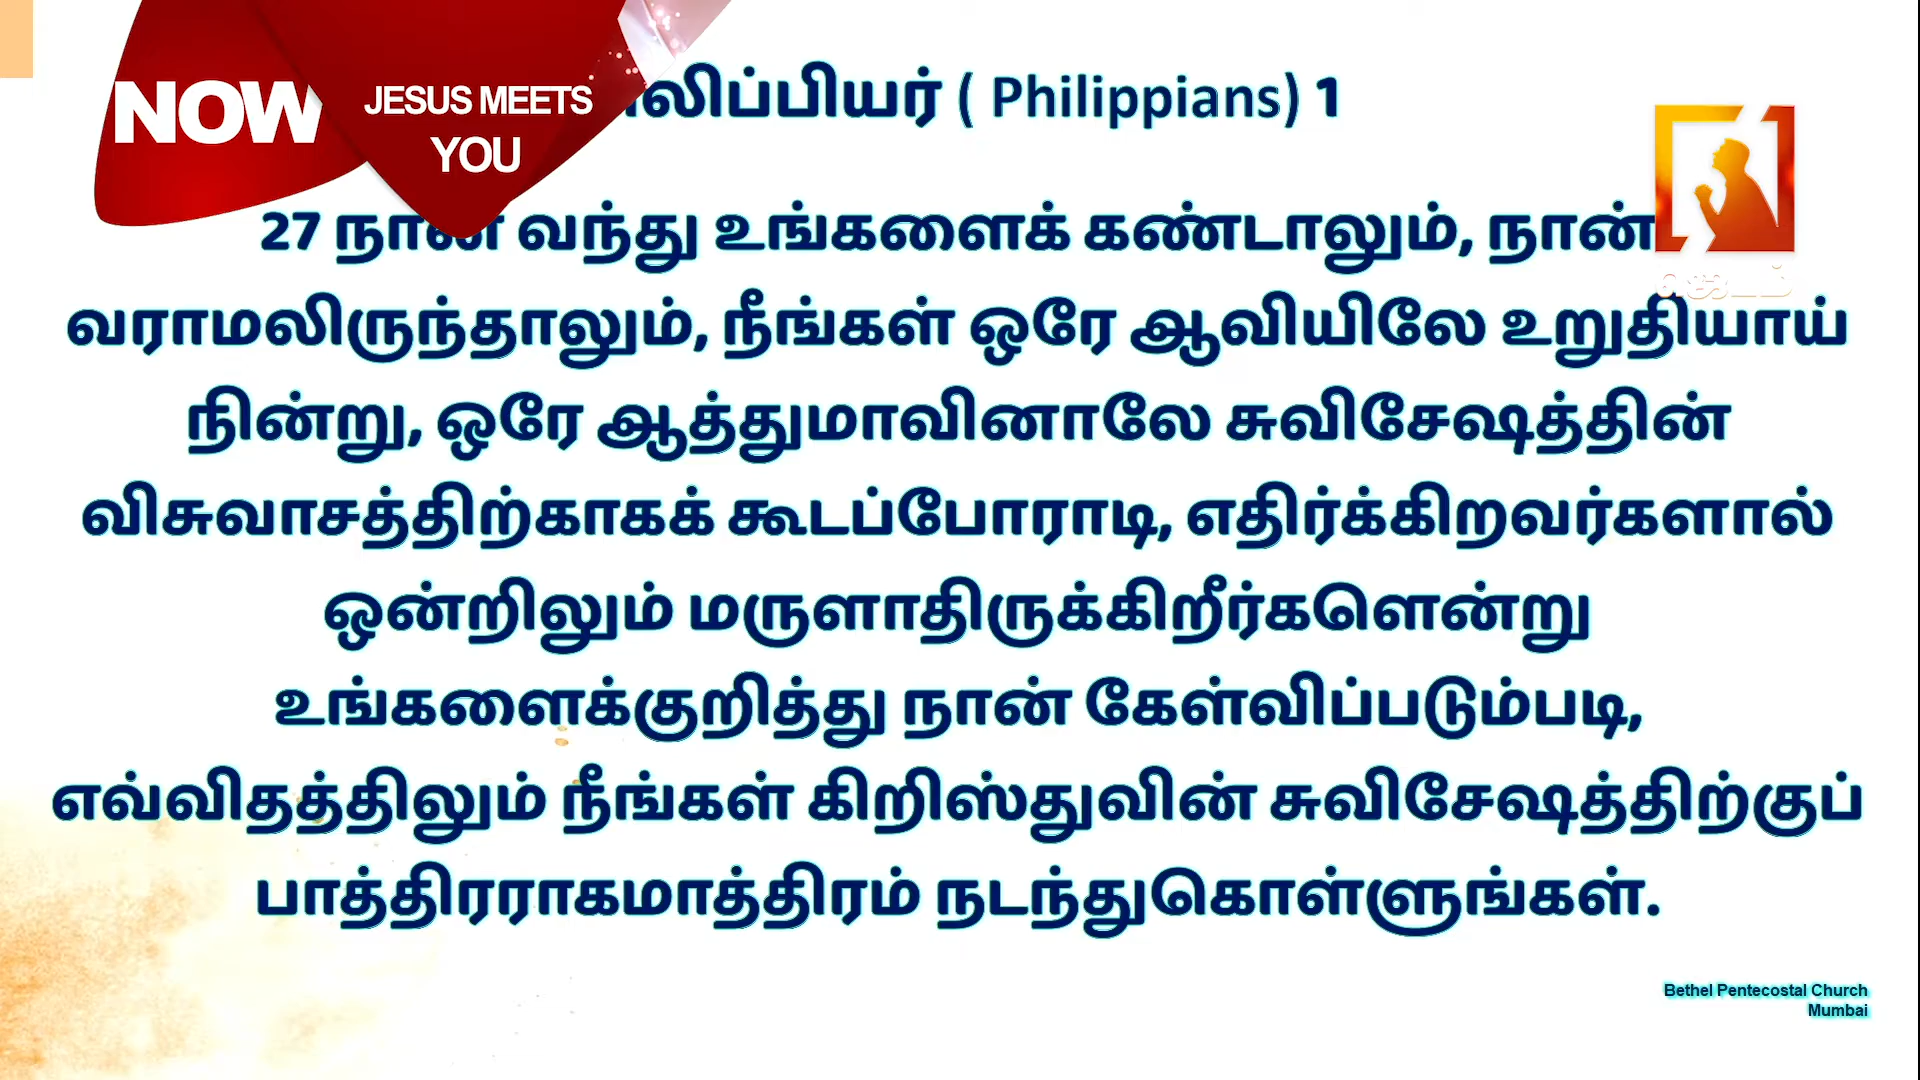 NOW
JESUS MEETS
YOU
லிப்பியர் ( Philippians) 1
27 நான் வந்து உங்களைக் கண்டாலும், நான்
வராமலிருந்தாலும், நீங்கள் ஒரே ஆவியிலே உறுதியாய்
நின்று, ஒரே ஆத்துமாவினாலே சுவிசேஷத்தின்
விசுவாசத்திற்காகக் கூடப்போராடி, எதிர்க்கிறவர்களால்
ஒன்றிலும் மருளாதிருக்கிறீர்களென்று
உங்களைக்குறித்து நான் கேள்விப்படும்படி,
எவ்விதத்திலும் நீங்கள் கிறிஸ்துவின் சுவிசேஷத்திற்குப்
பாத்திரராகமாத்திரம் நடந்துகொள்ளுங்கள்.
ஜெபம்
Bethel Pentecostal Church
Mumbai